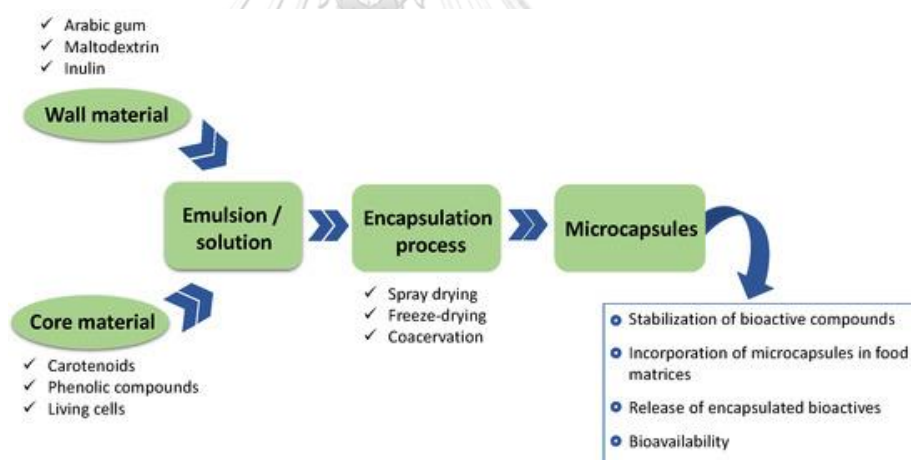 ✓ Arabic gum
✓ Maltodextrin
✓ Inulin
Wall material
Emulsion /
solution
Encapsulation
process
Microcapsules
✓ Spray drying
✓ Freeze-drying
✓ Coacervation
Core material
✓ Carotenoids
✓ Phenolic compounds
✓ Living cells
Stabilization of bioactive compounds
Incorporation of microcapsules in food
matrices
Release of encapsulated bioactives
Bioavailability